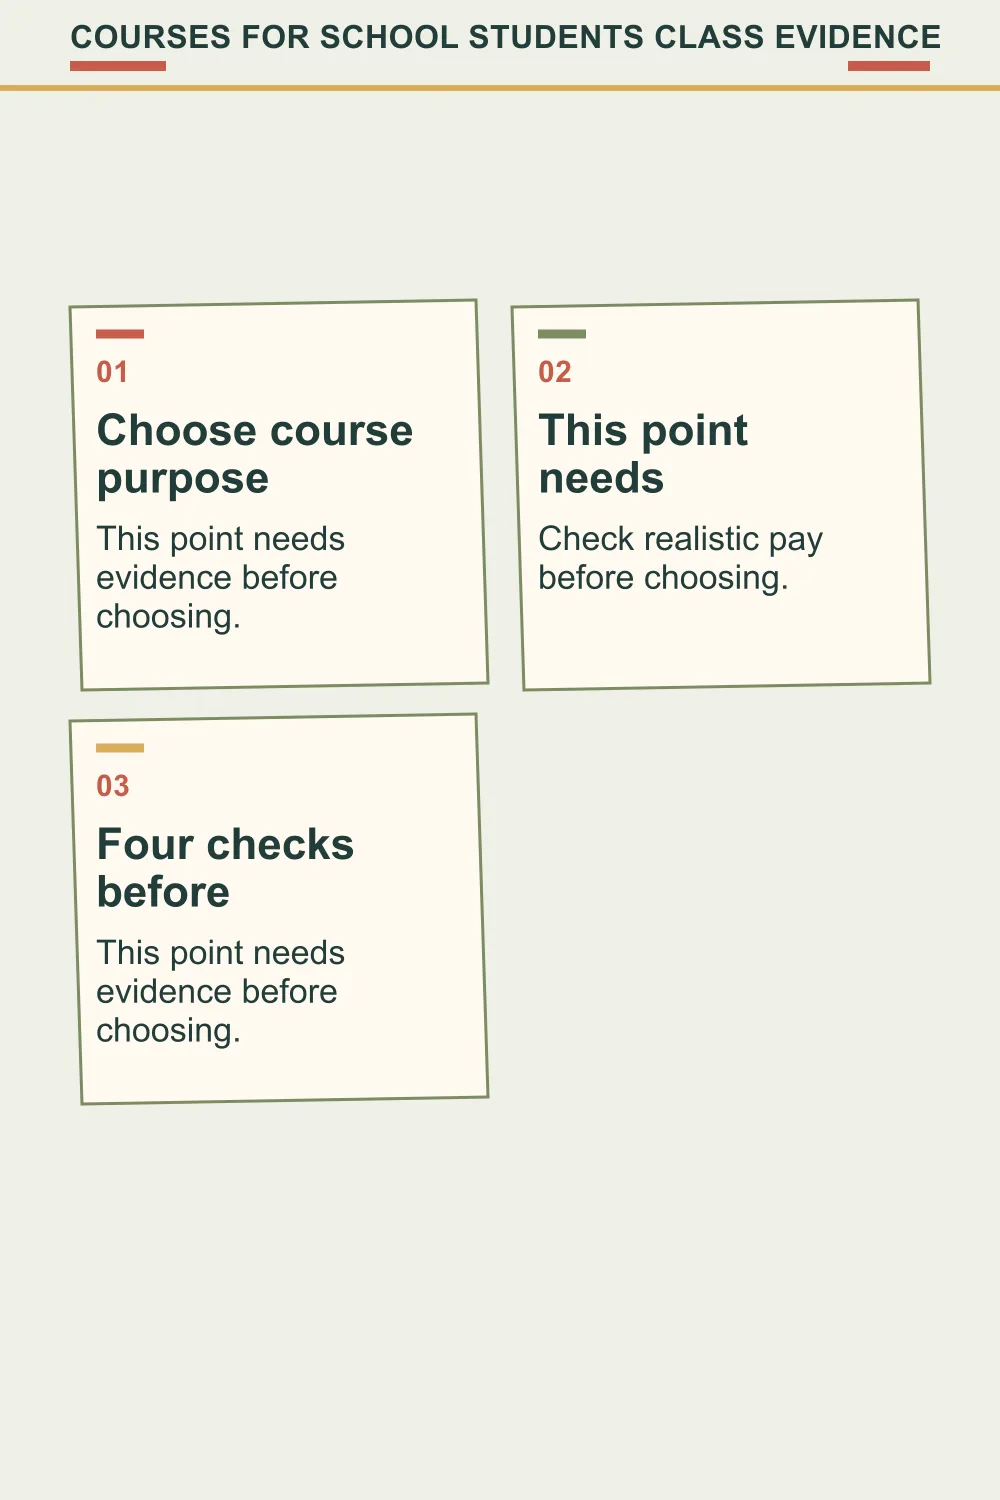 COURSES FOR SCHOOL STUDENTS CLASS EVIDENCE
01
Choose course
purpose
This point needs
evidence before
choosing.
02
This point
needs
Check realistic pay
before choosing.
03
Four checks
before
This point needs
evidence before
choosing.